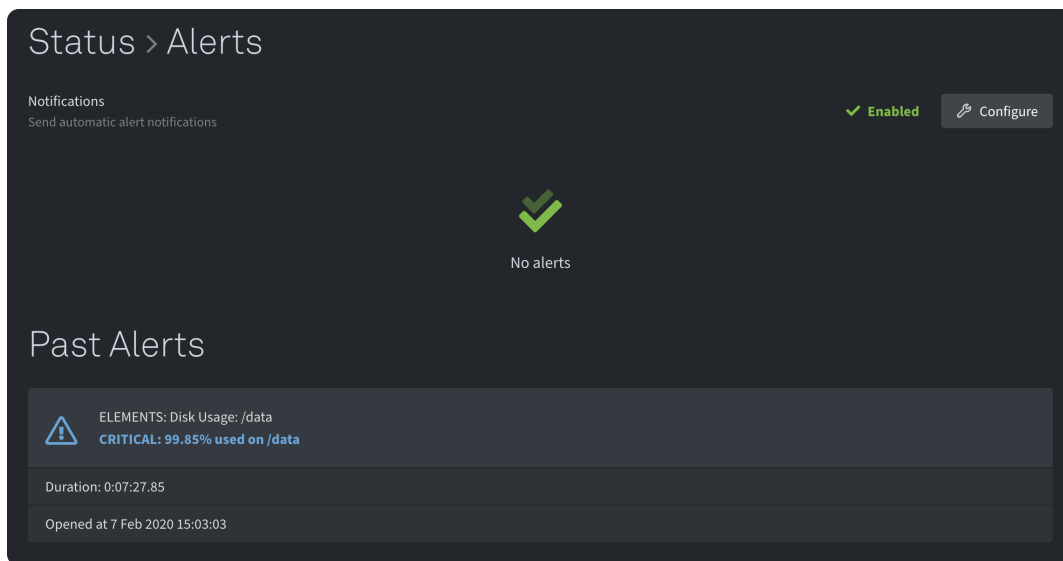 Status > Alerts
Notifications
Send automatic alert notifications
Enabled
Configure
No alerts
Past Alerts
ELEMENTS: Disk Usage: /data
CRITICAL: 99.85% used on /data
Duration: 0:07:27.85
Opened at 7 Feb 2020 15:03:03